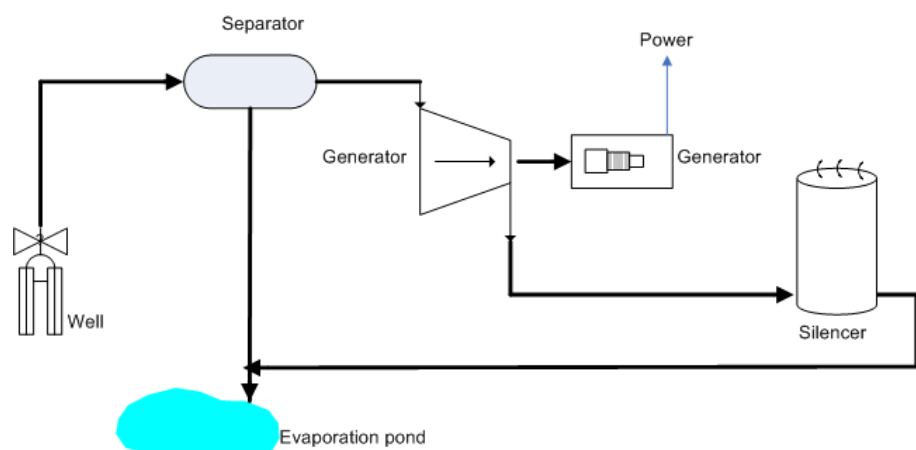 Separator
Power
Generator
Generator
Well
Silencer
Evaporation pond